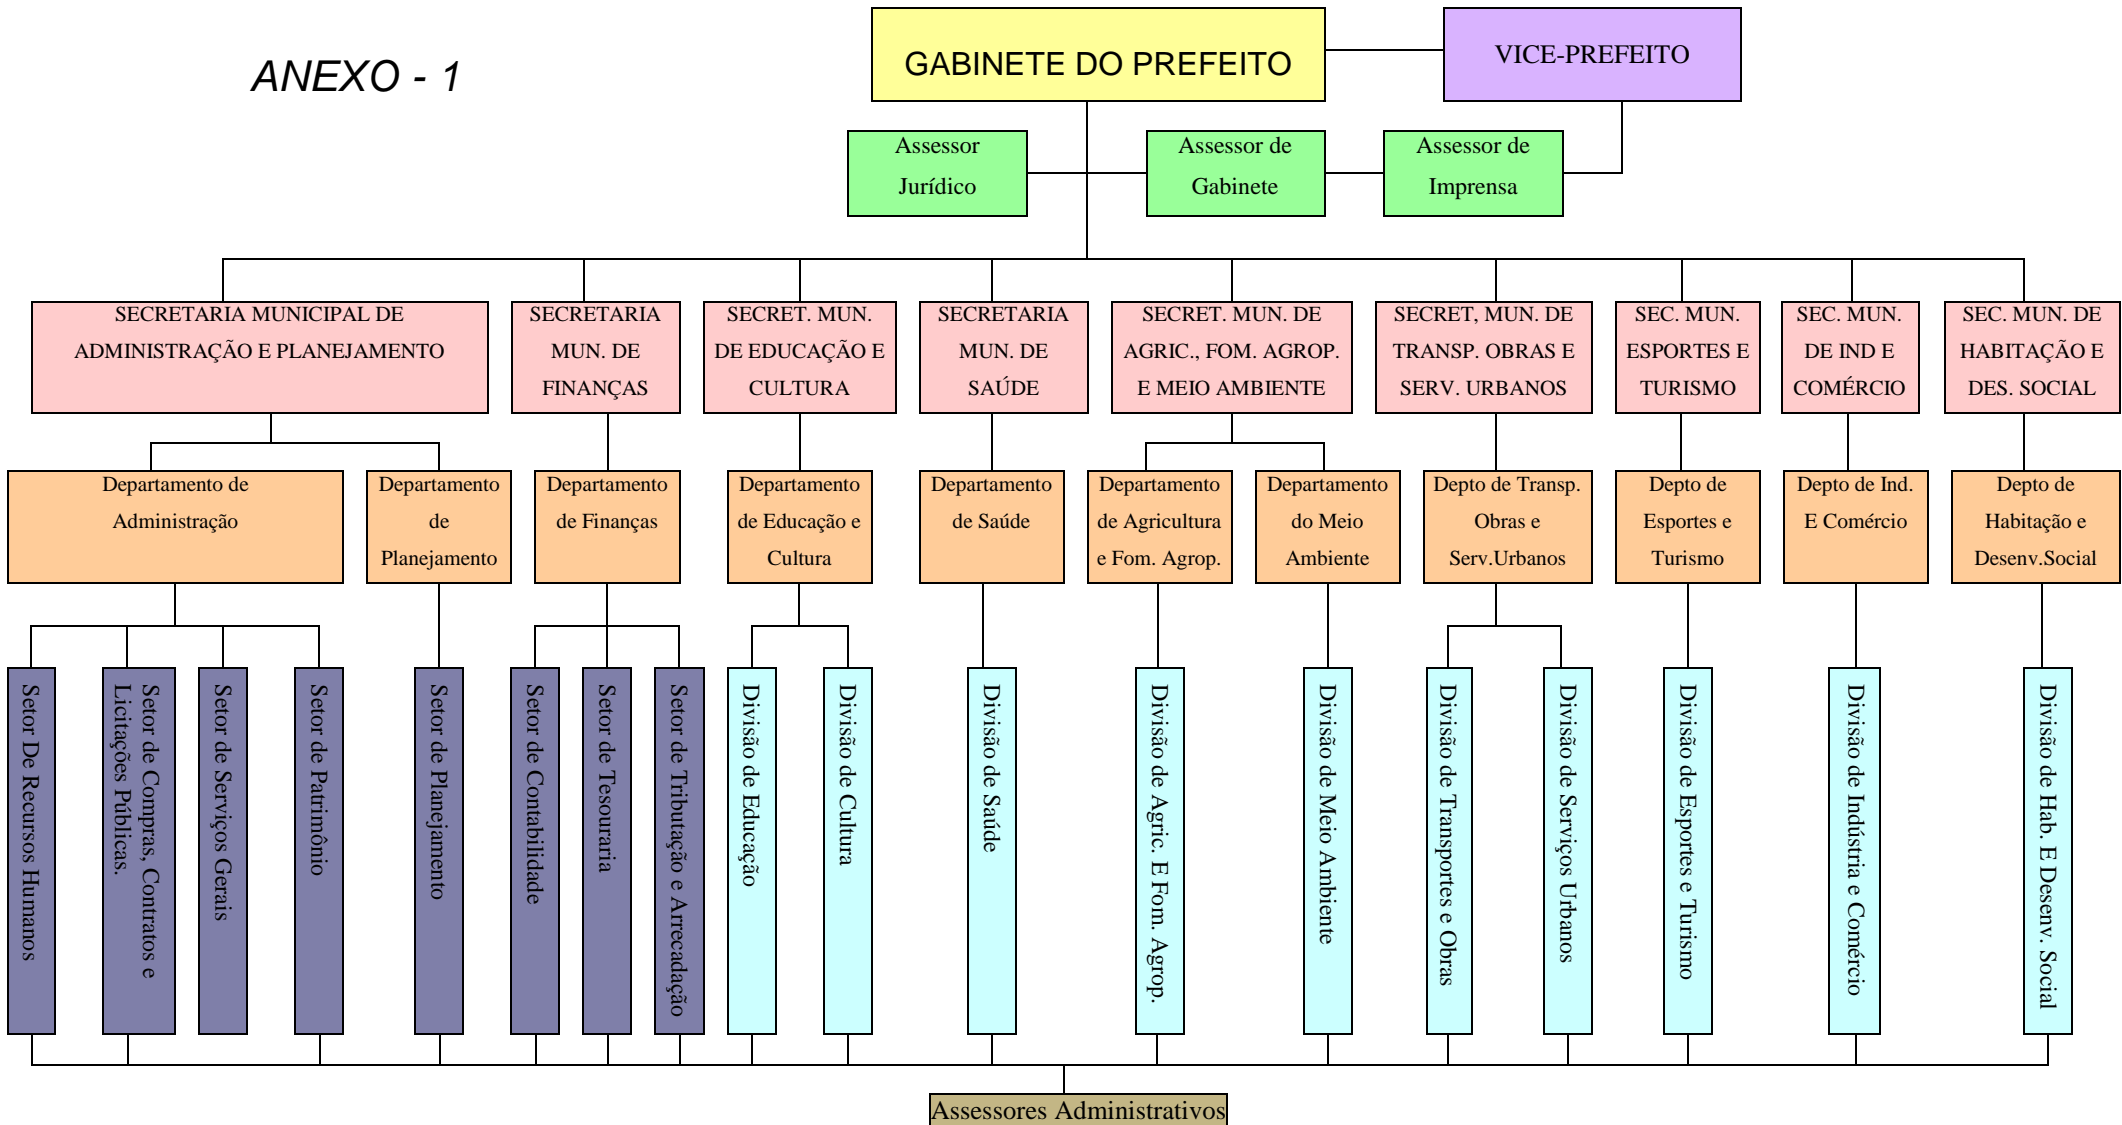 ANEXO - 1
GABINETE DO PREFEITO
VICE-PREFEITO
Assessor
Jurídico
Assessor de
Gabinete
Assessor de
Imprensa
SECRETARIA MUNICIPAL DE
ADMINISTRAÇÃO E PLANEJAMENTO
SECRETARIA
MUN. DE
FINANÇAS
SECRET. MUN.
DE EDUCAÇÃO E
CULTURA
SECRETARIA
MUN. DE
SAÚDE
SECRET. MUN. DE
AGRIC., FOM. AGROP.
E MEIO AMBIENTE
SECRET, MUN. DE
TRANSP. OBRAS E
SERV. URBANOS
SEC. MUN.
ESPORTES E
TURISMO
SEC. MUN.
DE IND E
COMÉRCIO
SEC. MUN. DE
HABITAÇÃO E
DES. SOCIAL
Departamento de
Administração
Departamento
de
Planejamento
Departamento
de Finanças
Departamento
de Educação e
Cultura
Departamento
de Saúde
Departamento
de Agricultura
e Fom. Agrop.
Departamento
do Meio
Ambiente
Depto de Transp.
Obras e
Serv.Urbanos
Depto de
Esportes e
Turismo
Depto de Ind.
E Comércio
Depto de
Habitação e
Desenv.Social
Setor De Recursos Humanos
Setor de Compras, Contratos e
Licitações Públicas.
Setor de Serviços Gerais
Setor de Patrimônio
Setor de Planejamento
Setor de Contabilidade
Setor de Tesouraria
Setor de Tributação e Arrecadação
Divisão de Educação
Divisão de Cultura
Divisão de Saúde
Divisão de Agric. E Fom. Agrop.
Divisão de Meio Ambiente
Divisão de Transportes e Obras
Divisão de Serviços Urbanos
Divisão de Esportes e Turismo
Divisão de Indústria e Comércio
Divisão de Hab. E Desenv. Social
Assessores Administrativos